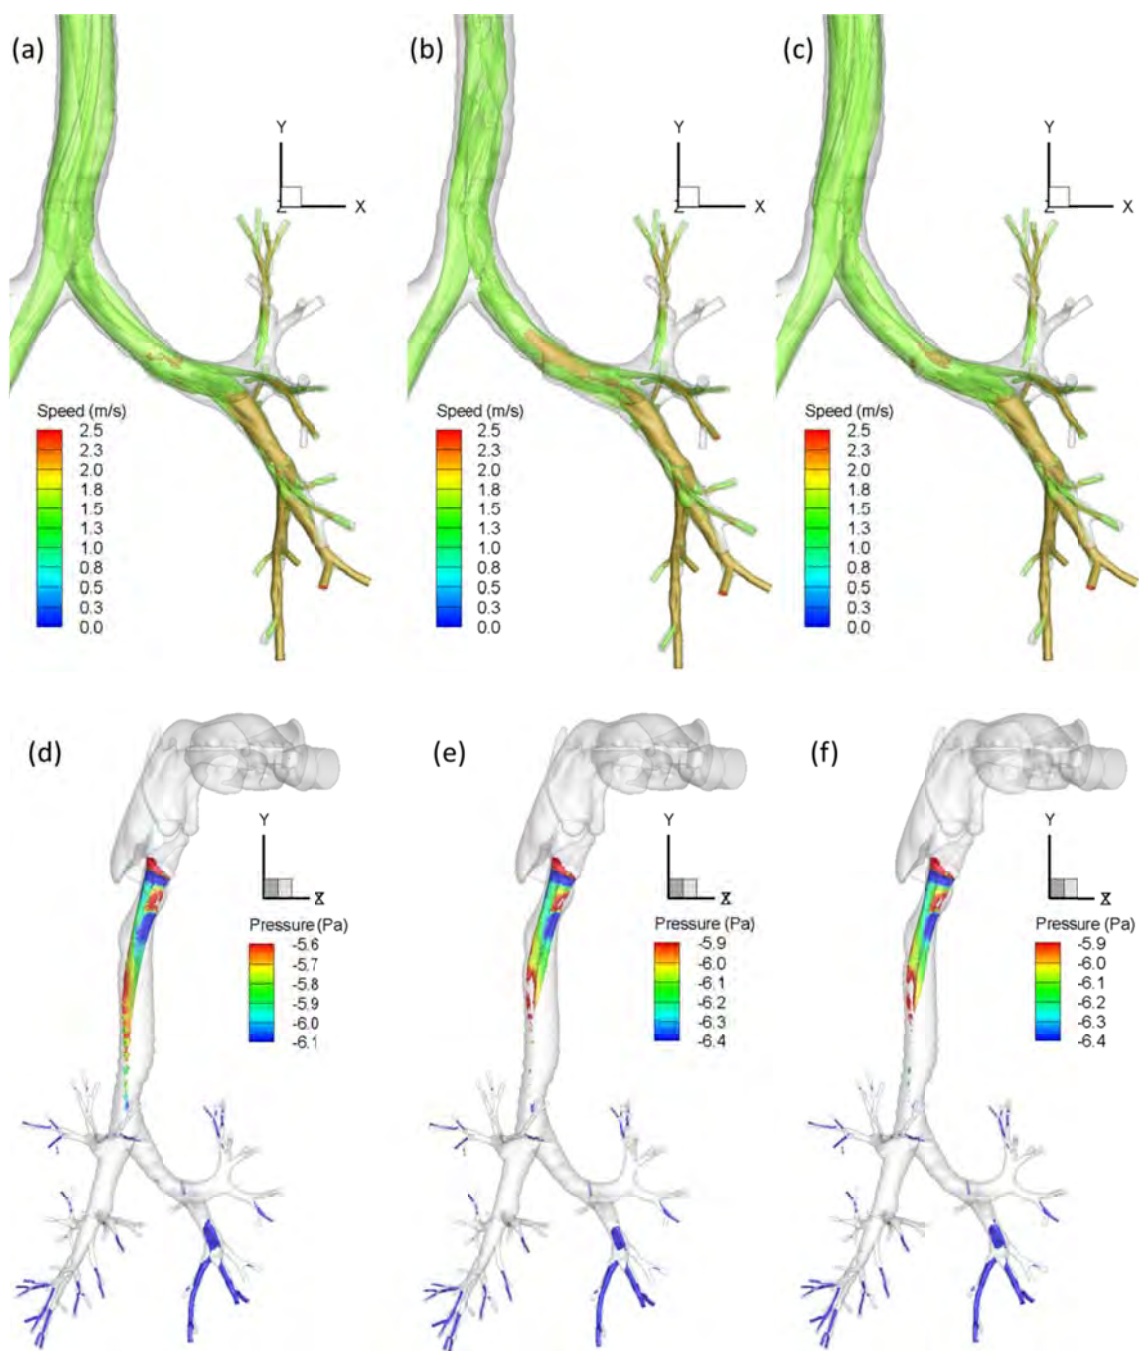 (a)
(b)
(c)
Y
X
Z
Y
X
Z
Y
X
Z
Speed (m/s)
2.5
2.3
2.0
1.8
1.5
1.3
1.0
0.8
0.5
0.3
0.0
Speed (m/s)
2.5
2.3
2.0
1.8
1.5
1.3
1.0
0.8
0.5
0.3
0.0
Speed (m/s)
2.5
2.3
2.0
1.8
1.5
1.3
1.0
0.8
0.5
0.3
0.0
(d)
(e)
(f)
Y
X
Y
X
Y
X
Pressure (Pa)
-5.6
-5.7
-5.8
-5.9
-6.0
-6.1
Pressure (Pa)
-5.9
-6.0
-6.1
-6.2
-6.3
-6.4
Pressure (Pa)
-5.9
-6.0
-6.1
-6.2
-6.3
-6.4